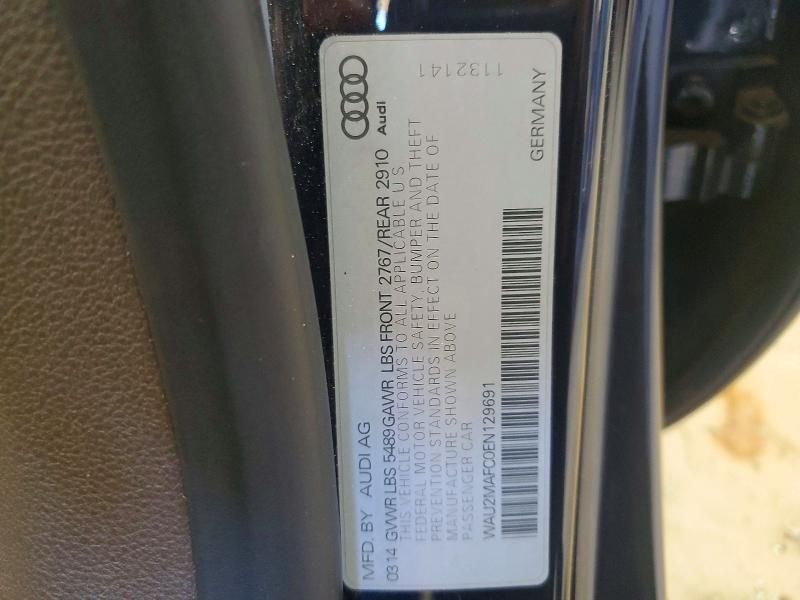 MFD. BY AUDI AG
Audi
03 14 GVWR LBS 5489 GAWR LBS FRONT 2767/REAR 2910
THIS VEHICLE CONFORMS TO ALL APPLICABLE U S
FEDERAL MOTOR VEHICLE SAFETY, BUMPER AND THEFT
PREVENTION STANDARDS IN EFFECT ON THE DATE OF
MANUFACTURE SHOWN ABOVE
PASSENGER CAR
WAU2MAFC0EN129691
GERMANY
1132141